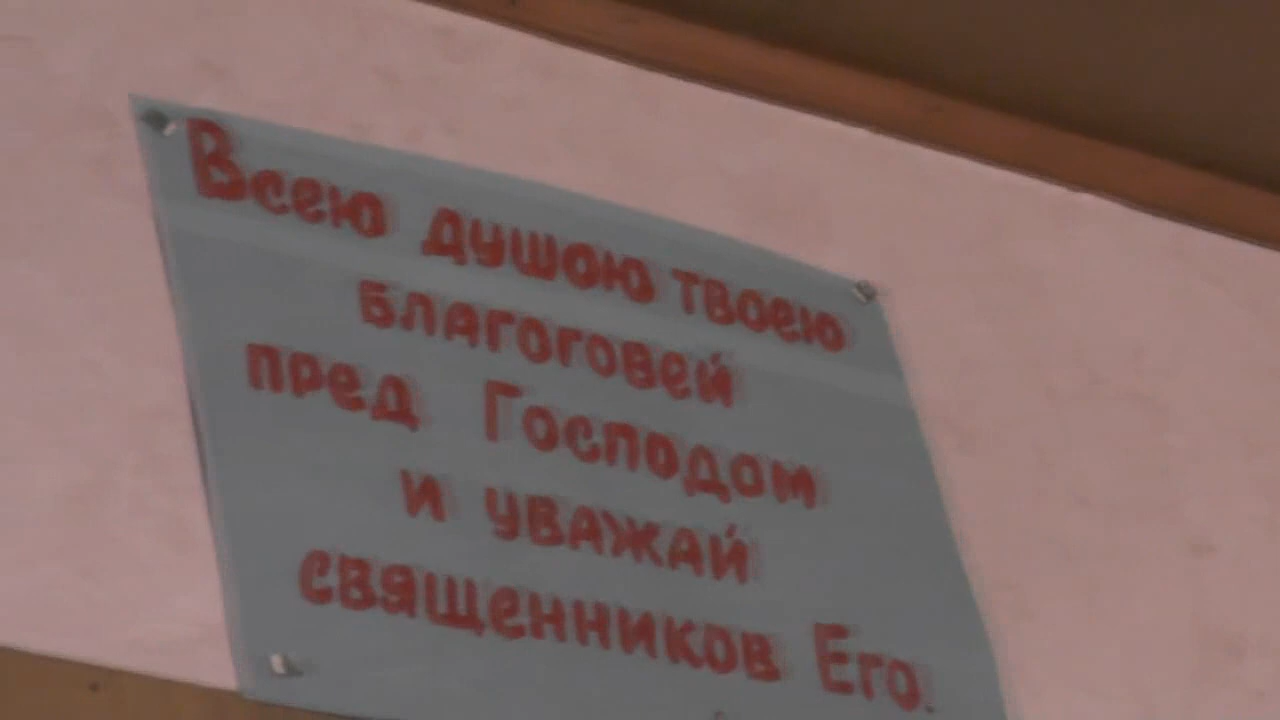 Всею душою твоею
благоговей
пред Господом
и уважай
священников Его.